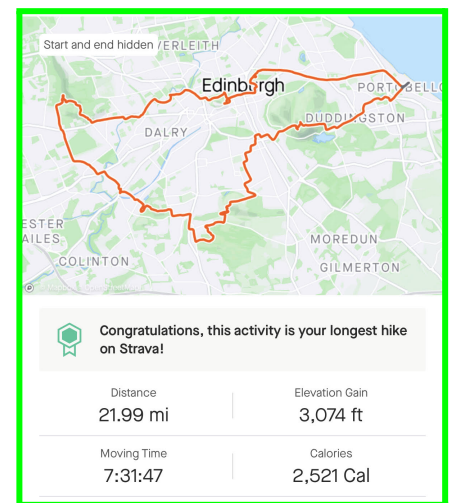 Start and end hidden
ERLEITH
Edinburgh
PORTOBELLO
DUDDINGSTON
DALRY
ESTER
AILES
COLINTON
MOREDUN
GILMERTON
Congratulations, this activity is your longest hike
on Strava!
Distance
21.99 mi
Elevation Gain
3,074 ft
Moving Time
7:31:47
Calories
2,521 Cal